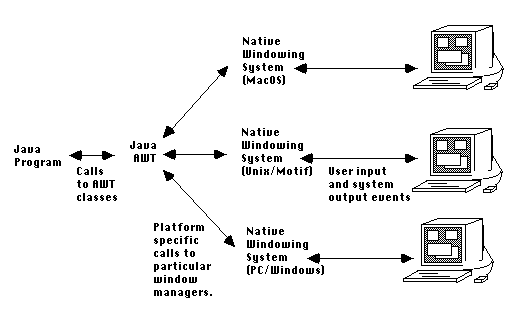 Java
Program
Calls
to AWT
classes
Java
AWT
Native
Windowing
System
(MacOS)
Native
Windowing
System
(Unix/Motif)
User input
and system
output events
Platform
specific
calls to
particular
window
managers.
Native
Windowing
System
(PC/Windows)